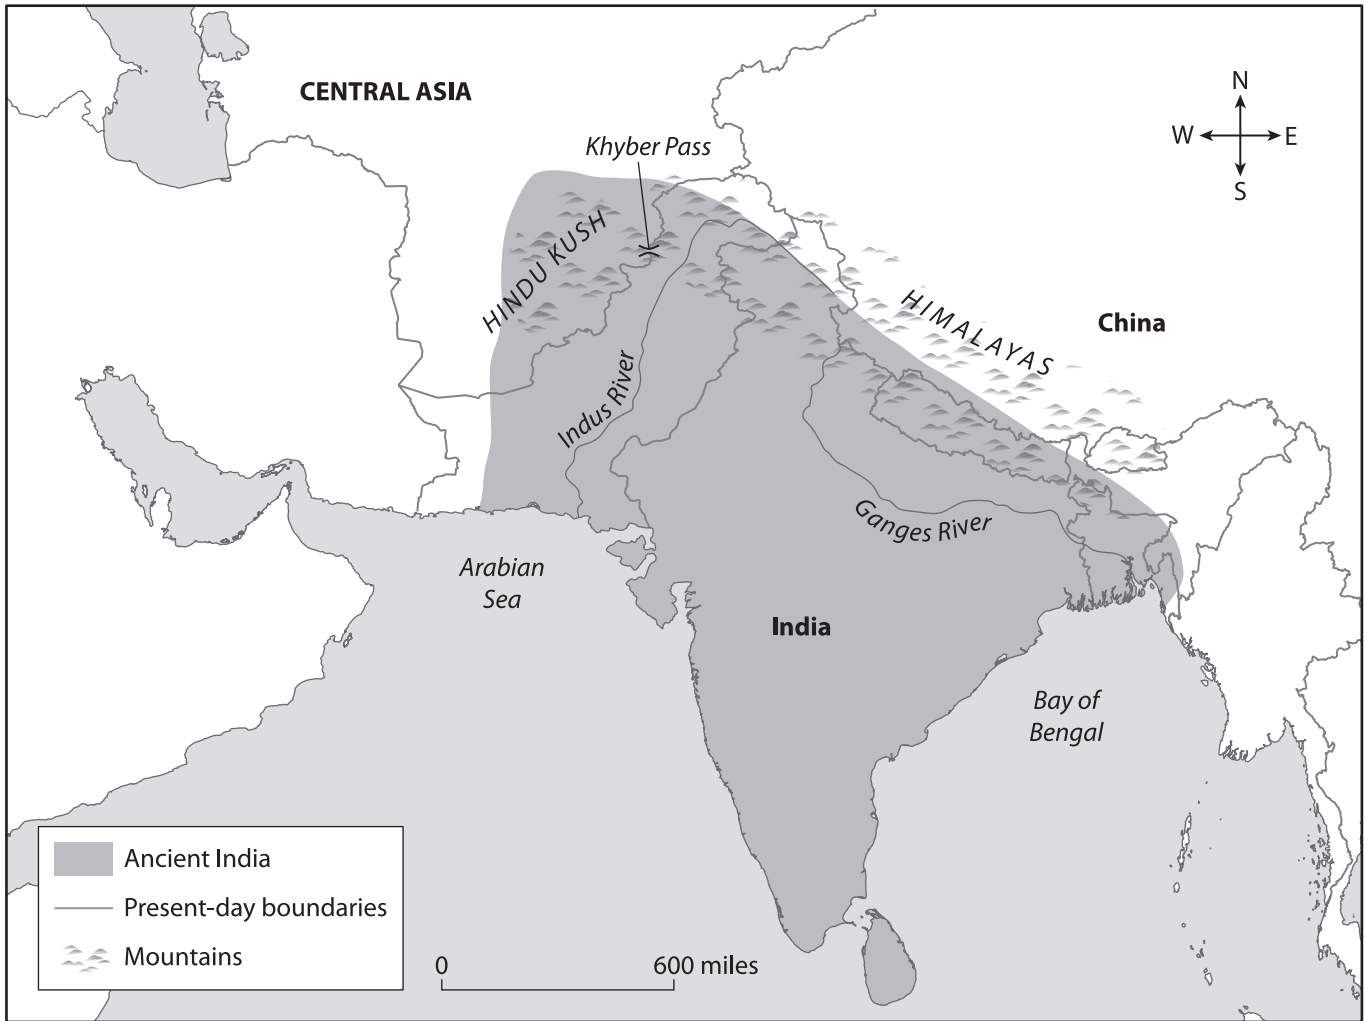 CENTRAL ASIA
N
W E
S
Khyber Pass
HINDU KUSH
HIMALAYAS
China
Indus River
Ganges River
Arabian
Sea
India
Bay of
Bengal
Ancient India
Present-day boundaries
Mountains
0 600 miles